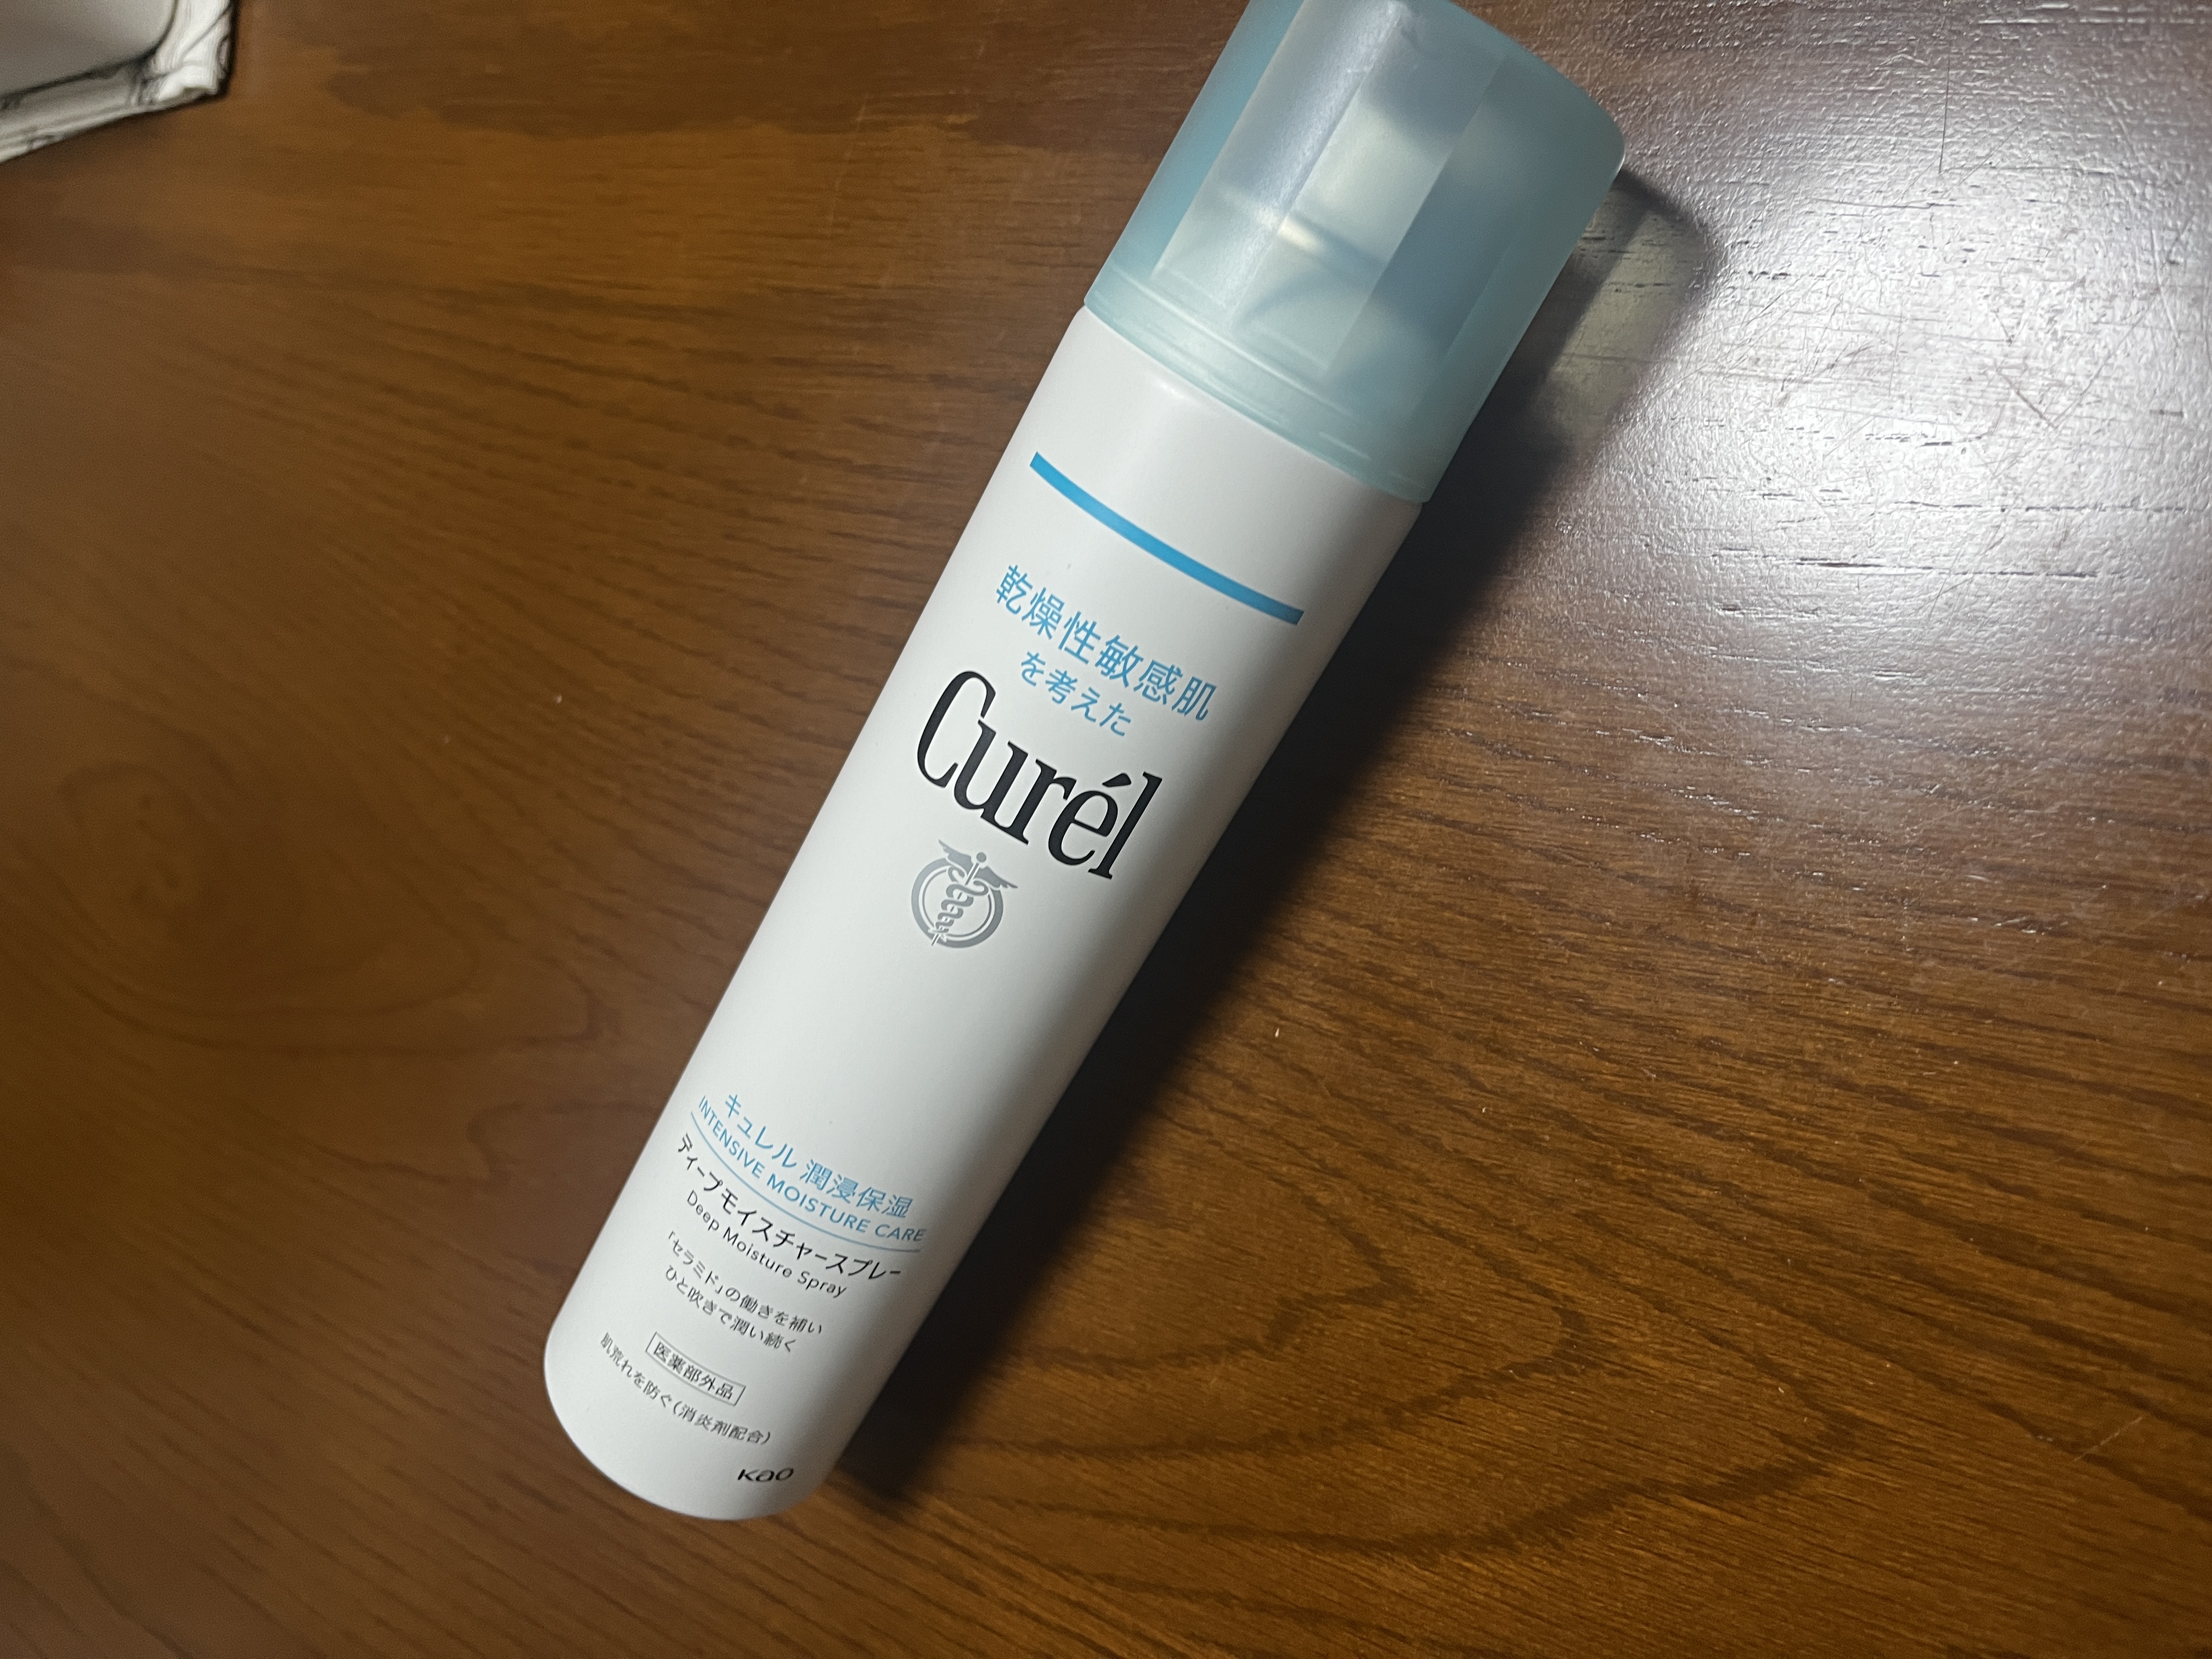 乾燥性敏感肌
を考えた
Curél
キュレル 潤浸保湿
INTENSIVE MOISTURE CARE
ディープモイスチャースプレー
Deep Moisture Spray
「セラミド」の働きを補い
ひと吹きで潤い続く
医薬部外品
肌荒れを防ぐ(消炎剤配合)
Kao